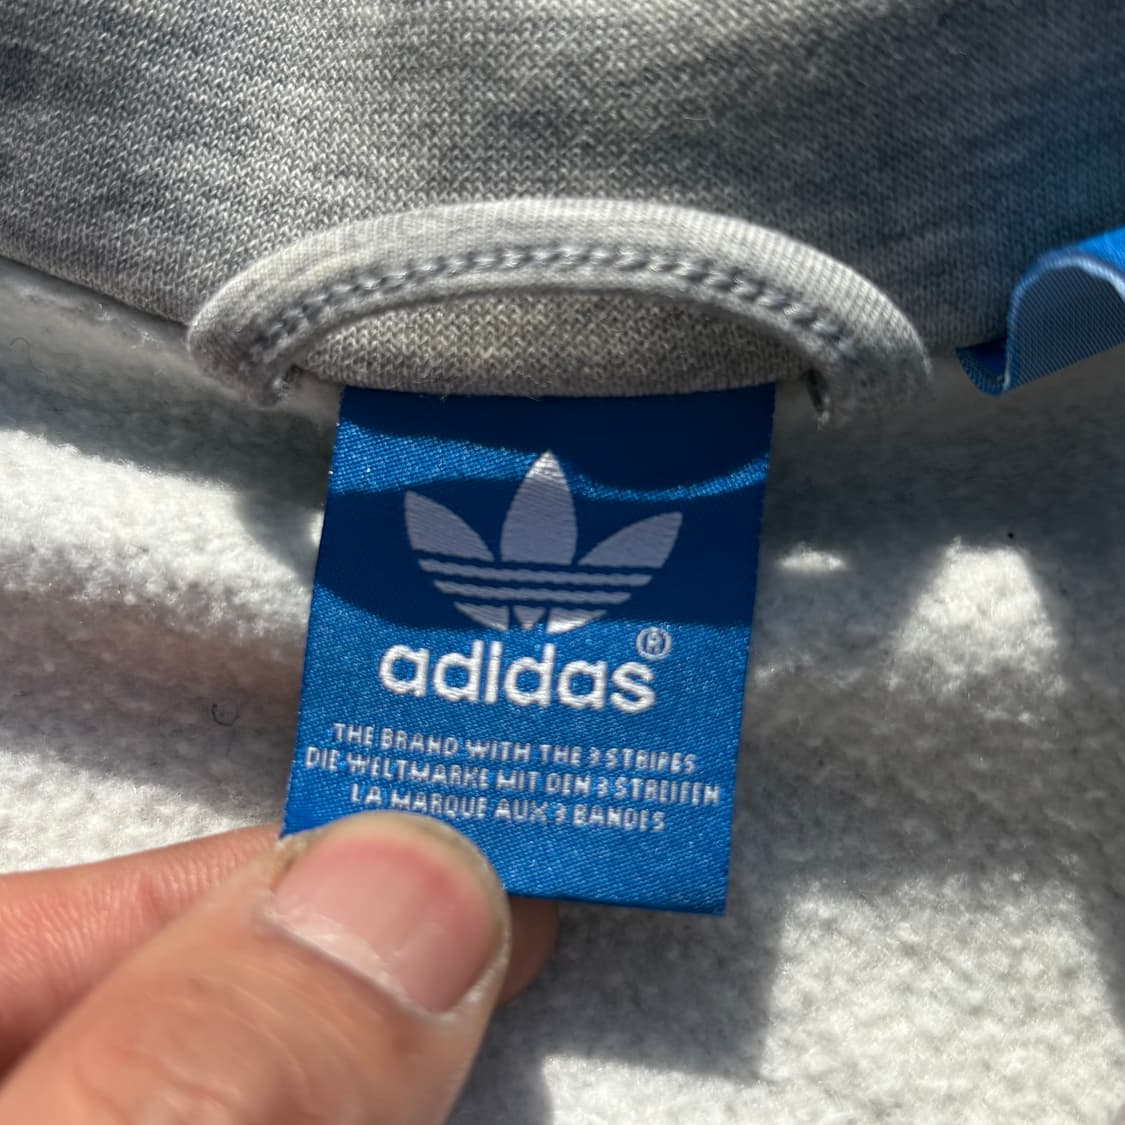 adidas®
THE BRAND WITH THE 3 STRIPES
DIE WELTMARKE MIT DEN 3 STREIFEN
LA MARQUE AUX 3 BANDES